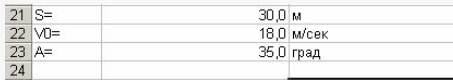 21 S= 30,0 м
22 V0= 18,0 м/сек
23 A= 35,0 град
24